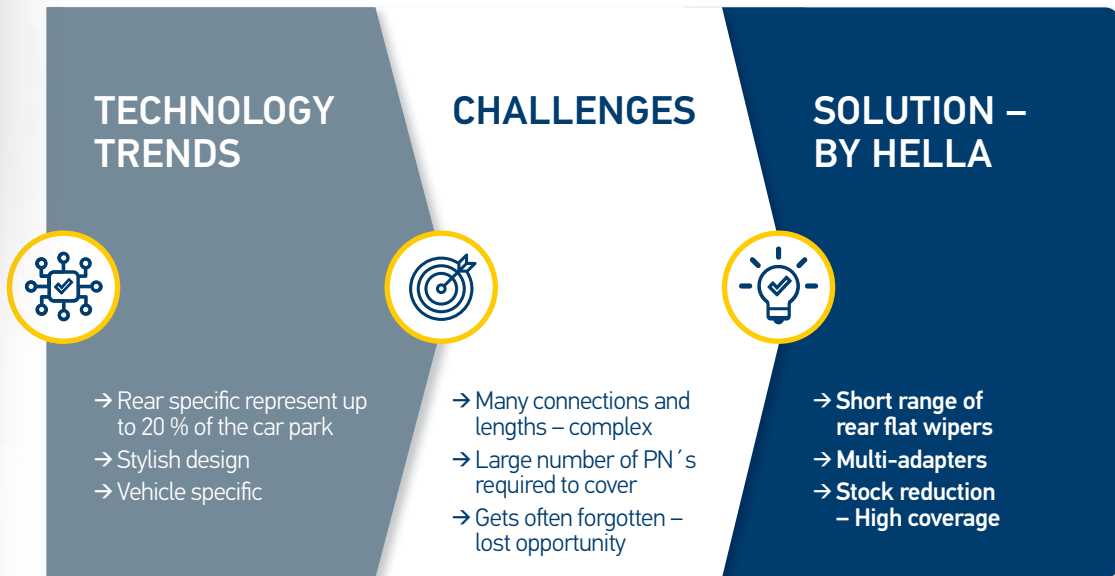 TECHNOLOGY
TRENDS
→ Rear specific represent up
to 20 % of the car park
→ Stylish design
→ Vehicle specific
CHALLENGES
→ Many connections and
lengths – complex
→ Large number of PN´s
required to cover
→ Gets often forgotten –
lost opportunity
SOLUTION –
BY HELLA
→ Short range of
rear flat wipers
→ Multi-adapters
→ Stock reduction
– High coverage